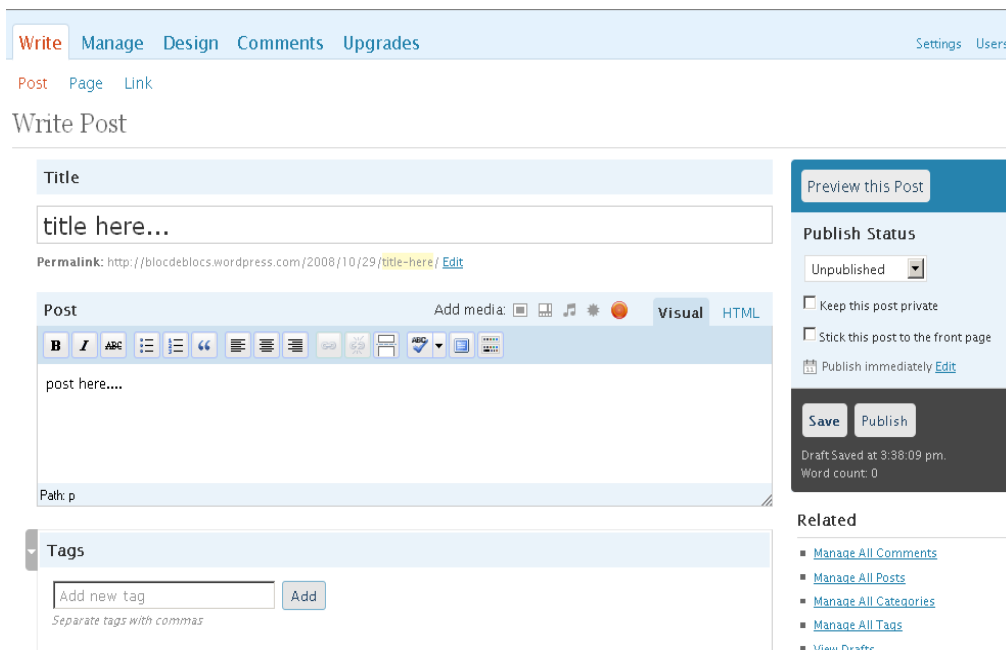 Write Manage Design Comments Upgrades Settings Users
Post Page Link
Write Post
Title
title here...
Permalink: http://blocdeblocs.wordpress.com/2008/10/29/title-here/ Edit
Post Add media: Visual HTML
B I ABC ABC
post here....
Path: p
Tags
Add new tag Add
Separate tags with commas
Preview this Post
Publish Status
Unpublished
Keep this post private
Stick this post to the front page
Publish immediately Edit
Save Publish
Draft Saved at 3:38:09 pm.
Word count: 0
Related
Manage All Comments
Manage All Posts
Manage All Categories
Manage All Tags
View Drafts